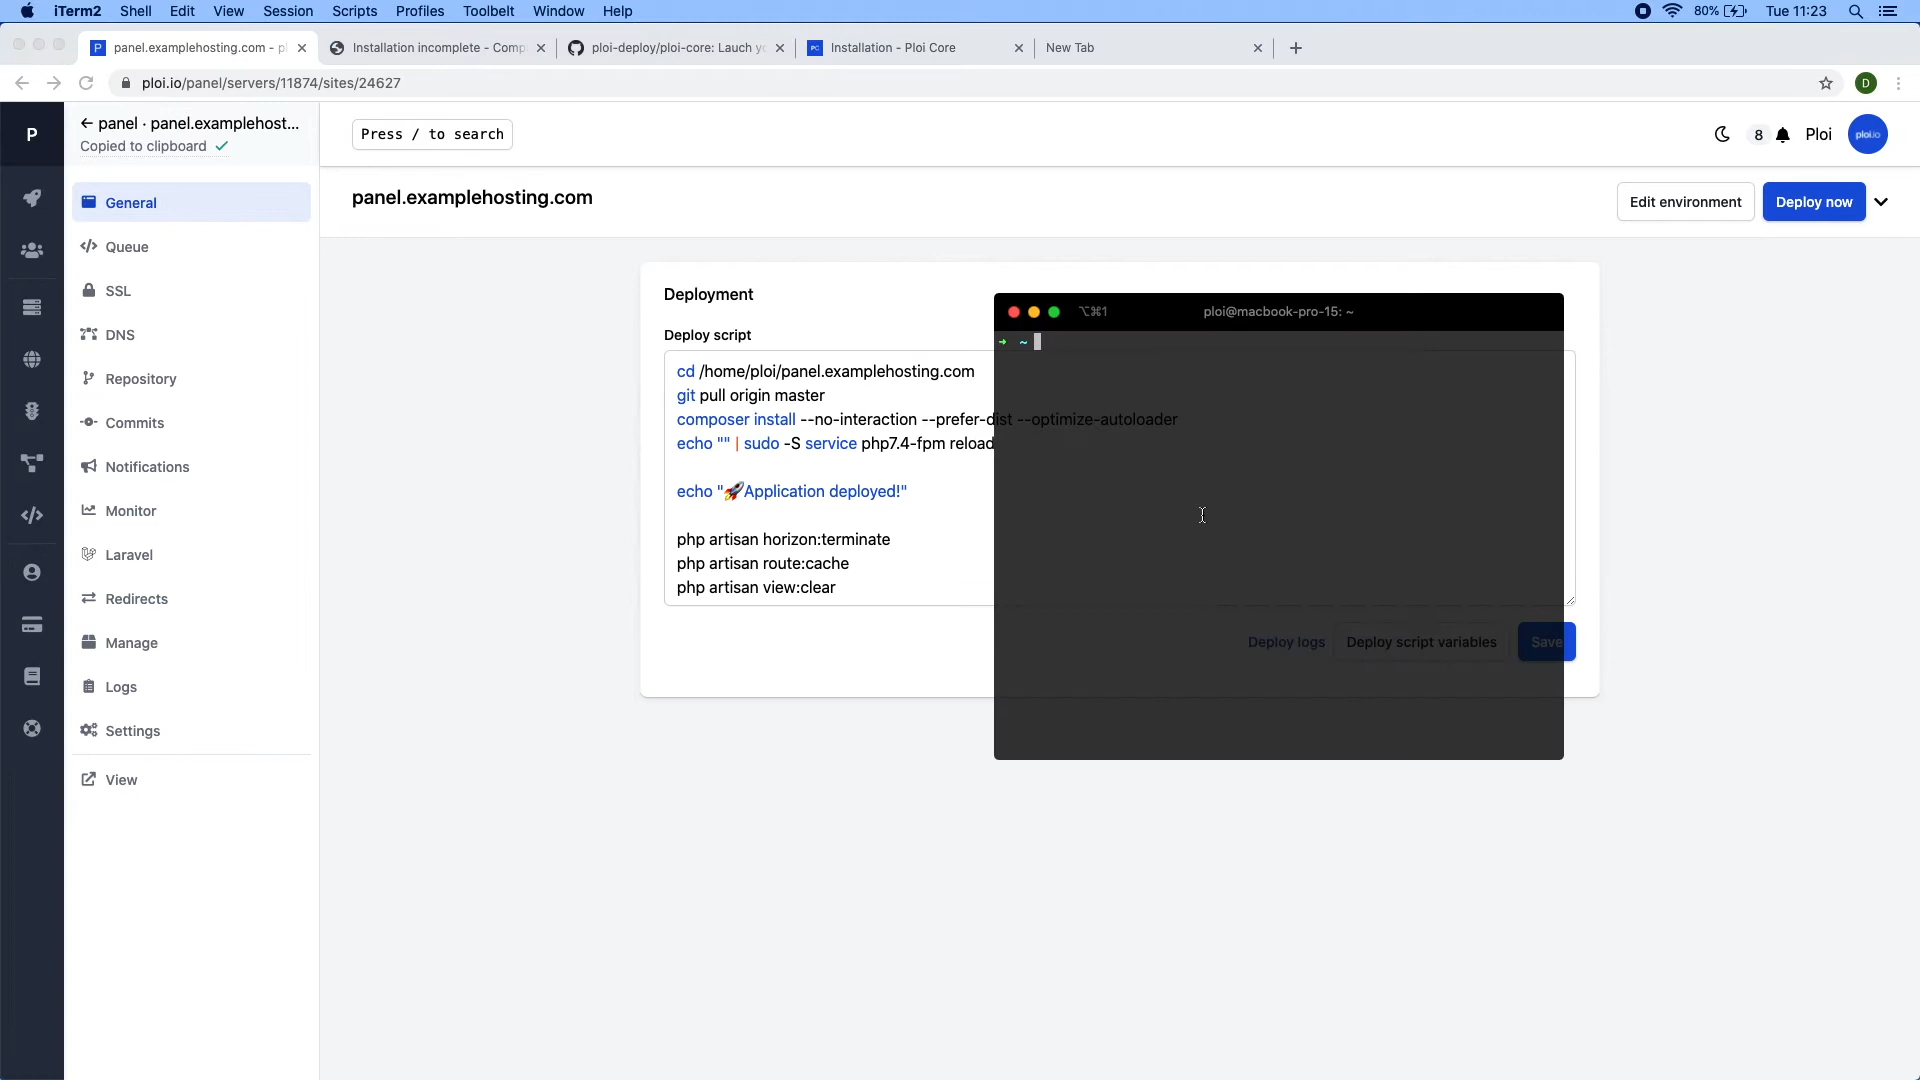 iTerm2 Shell Edit View Session Scripts Profiles Toolbelt Window Help
80% Tue 11:23
panel.examplehosting.com - pl
Installation incomplete - Comp
ploi-deploy/ploi-core: Lauch yo
PC Installation - Ploi Core
New Tab
ploi.io/panel/servers/11874/sites/24627
D
P
← panel · panel.examplehost...
Copied to clipboard
Press / to search
8
Ploi
ploi.io
General
Queue
SSL
DNS
Repository
Commits
Notifications
Monitor
Laravel
Redirects
Manage
Logs
Settings
View
panel.examplehosting.com
Edit environment
Deploy now
Deployment
Deploy script
cd /home/ploi/panel.examplehosting.com
git pull origin master
composer install --no-interaction --prefer-dist --optimize-autoloader
echo "" | sudo -S service php7.4-fpm reload
echo "🚀Application deployed!"
php artisan horizon:terminate
php artisan route:cache
php artisan view:clear
Deploy logs
Deploy script variables
Save
⌥⌘1
ploi@macbook-pro-15: ~
➜ ~